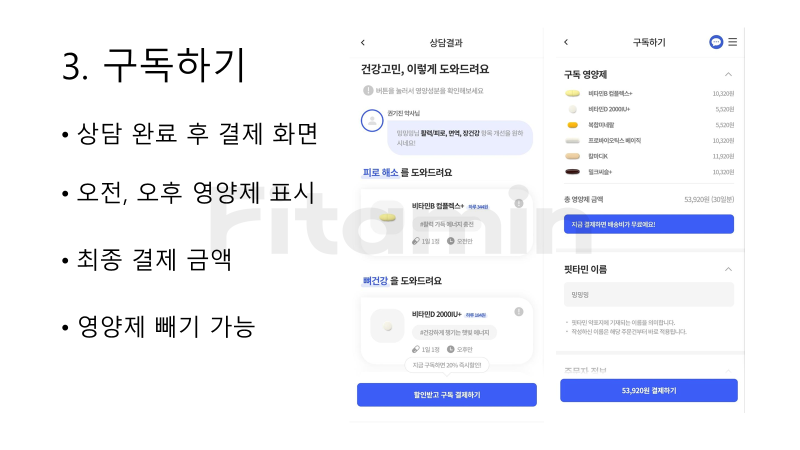 3. 구독하기
• 상담 완료 후 결제 화면
• 오전, 오후 영양제 표시
• 최종 결제 금액
• 영양제 빼기 가능
Fitamin
상담결과
건강고민, 이렇게 도와드려요
버튼을 눌러서 영양성분을 확인해보세요
권기진 약사님
밍밍밍님 활력/피로, 면역, 장건강 항목 개선을 원하
시네요!
피로 해소 를 도와드려요
비타민B 컴플렉스+ 하루 344원
#활력 가득 에너지 충전
1일 1정 오전만
뼈건강 을 도와드려요
비타민D 2000IU+ 하루 184원
#건강하게 챙기는 햇빛 에너지
1일 1정 오후만
지금 구독하면 20% 즉시할인!
할인받고 구독 결제하기
구독하기
구독 영양제
비타민B 컴플렉스+ 10,320원
비타민D 2000IU+ 5,520원
복합미네랄 5,520원
프로바이오틱스 베이직 10,320원
칼마디K 11,920원
밀크씨슬+ 10,320원
총 영양제 금액 53,920원 (30일분)
지금 결제하면 배송비가 무료예요!
핏타민 이름
밍밍밍
• 핏타민 약포지에 기재되는 이름을 의미합니다.
• 작성하신 이름은 해당 주문건부터 바로 적용됩니다.
주문자 정보
53,920원 결제하기